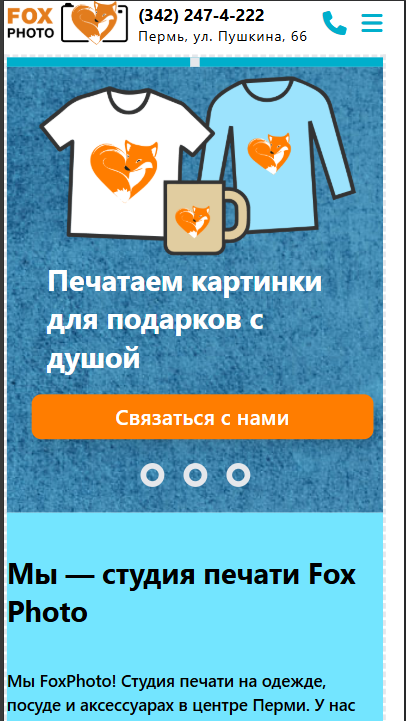 FOX
PHOTO
(342) 247-4-222
Пермь, ул. Пушкина, 66
Печатаем картинки
для подарков с
душой
Связаться с нами
Мы — студия печати Fox
Photo
Мы FoxPhoto! Студия печати на одежде,
посуде и аксессуарах в центре Перми. У нас